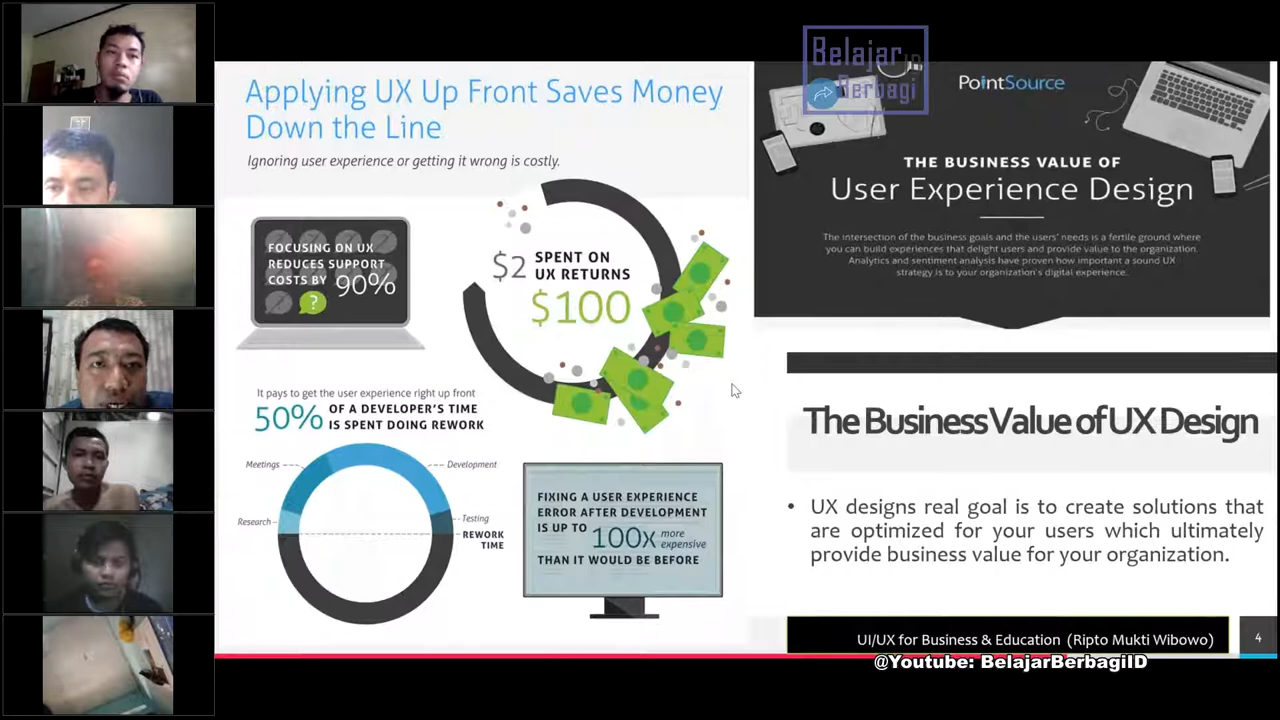 Belajar ID
Berbagi
Applying UX Up Front Saves Money
Down the Line
Ignoring user experience or getting it wrong is costly.
FOCUSING ON UX
REDUCES SUPPORT
COSTS BY 90%
?
$2 SPENT ON
UX RETURNS
$100
It pays to get the user experience right up front
50% OF A DEVELOPER'S TIME
IS SPENT DOING REWORK
Meetings
Development
Research
Testing
REWORK
TIME
FIXING A USER EXPERIENCE
ERROR AFTER DEVELOPMENT
IS UP TO 100x more
expensive
THAN IT WOULD BE BEFORE
PointSource
THE BUSINESS VALUE OF
User Experience Design
The intersection of the business goals and the users' needs is a fertile ground where
you can build experiences that delight users and provide value to the organization.
Analytics and sentiment analysis have proven how important a sound UX
strategy is to your organization's digital experience.
The Business Value of UX Design
• UX designs real goal is to create solutions that
are optimized for your users which ultimately
provide business value for your organization.
UI/UX for Business & Education (Ripto Mukti Wibowo)
4
@Youtube: BelajarBerbagiID